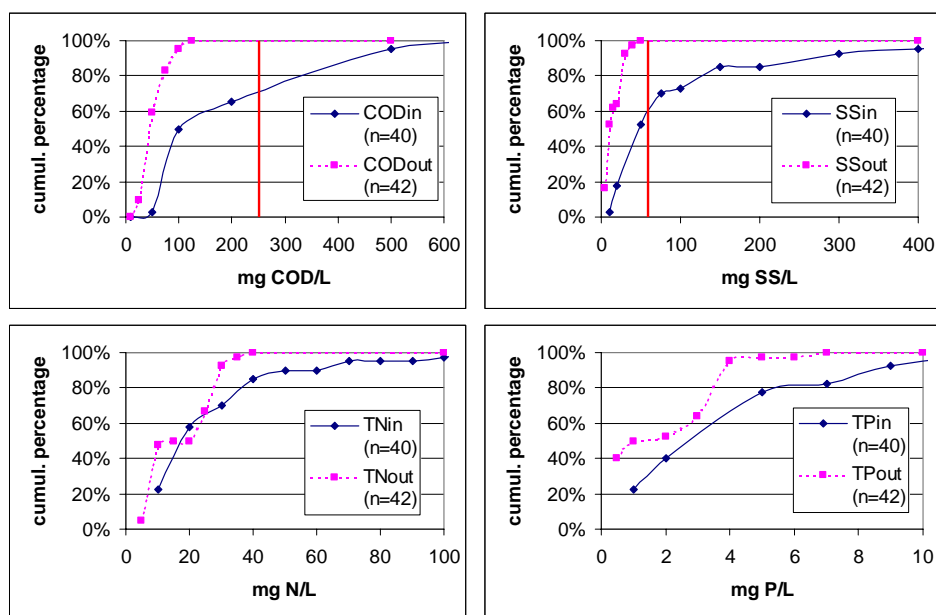 cumul. percentage
100%
80%
60%
40%
20%
0%
CODin
(n=40)
CODout
(n=42)
0 100 200 300 400 500 600
mg COD/L
cumul. percentage
100%
80%
60%
40%
20%
0%
SSin
(n=40)
SSout
(n=42)
0 100 200 300 400
mg SS/L
cumul. percentage
100%
80%
60%
40%
20%
0%
TNin
(n=40)
TNout
(n=42)
0 20 40 60 80 100
mg N/L
cumul. percentage
100%
80%
60%
40%
20%
0%
TPin
(n=40)
TPout
(n=42)
0 2 4 6 8 10
mg P/L